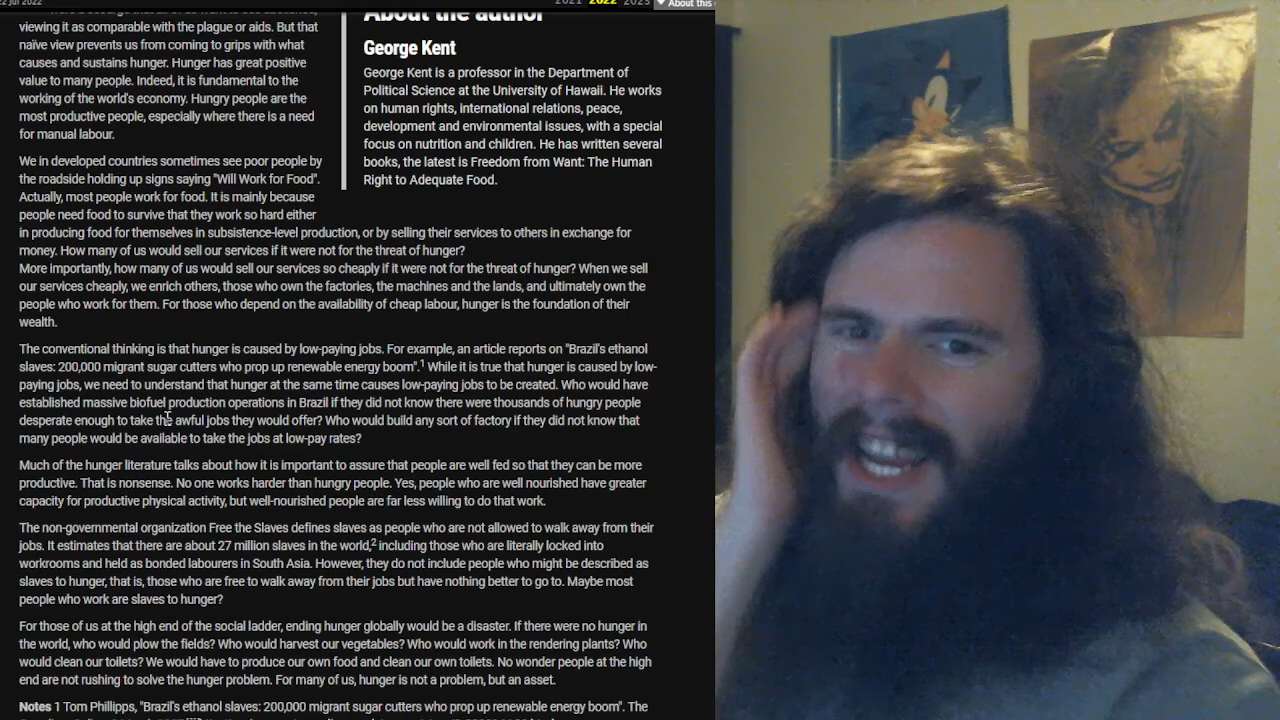 22 Jul 2022
2021 2022 2023 ▼ About this
viewing it as comparable with the plague or aids. But that
naïve view prevents us from coming to grips with what
causes and sustains hunger. Hunger has great positive
value to many people. Indeed, it is fundamental to the
working of the world's economy. Hungry people are the
most productive people, especially where there is a need
for manual labour.
We in developed countries sometimes see poor people by
the roadside holding up signs saying "Will Work for Food".
Actually, most people work for food. It is mainly because
people need food to survive that they work so hard either
About the author
George Kent
George Kent is a professor in the Department of
Political Science at the University of Hawaii. He works
on human rights, international relations, peace,
development and environmental issues, with a special
focus on nutrition and children. He has written several
books, the latest is Freedom from Want: The Human
Right to Adequate Food.
in producing food for themselves in subsistence-level production, or by selling their services to others in exchange for
money. How many of us would sell our services if it were not for the threat of hunger?
More importantly, how many of us would sell our services so cheaply if it were not for the threat of hunger? When we sell
our services cheaply, we enrich others, those who own the factories, the machines and the lands, and ultimately own the
people who work for them. For those who depend on the availability of cheap labour, hunger is the foundation of their
wealth.
The conventional thinking is that hunger is caused by low-paying jobs. For example, an article reports on "Brazil's ethanol
slaves: 200,000 migrant sugar cutters who prop up renewable energy boom".1 While it is true that hunger is caused by low-
paying jobs, we need to understand that hunger at the same time causes low-paying jobs to be created. Who would have
established massive biofuel production operations in Brazil if they did not know there were thousands of hungry people
desperate enough to take the awful jobs they would offer? Who would build any sort of factory if they did not know that
many people would be available to take the jobs at low-pay rates?
Much of the hunger literature talks about how it is important to assure that people are well fed so that they can be more
productive. That is nonsense. No one works harder than hungry people. Yes, people who are well nourished have greater
capacity for productive physical activity, but well-nourished people are far less willing to do that work.
The non-governmental organization Free the Slaves defines slaves as people who are not allowed to walk away from their
jobs. It estimates that there are about 27 million slaves in the world,2 including those who are literally locked into
workrooms and held as bonded labourers in South Asia. However, they do not include people who might be described as
slaves to hunger, that is, those who are free to walk away from their jobs but have nothing better to go to. Maybe most
people who work are slaves to hunger?
For those of us at the high end of the social ladder, ending hunger globally would be a disaster. If there were no hunger in
the world, who would plow the fields? Who would harvest our vegetables? Who would work in the rendering plants? Who
would clean our toilets? We would have to produce our own food and clean our own toilets. No wonder people at the high
end are not rushing to solve the hunger problem. For many of us, hunger is not a problem, but an asset.
Notes 1 Tom Phillipps, "Brazil's ethanol slaves: 200,000 migrant sugar cutters who prop up renewable energy boom". The